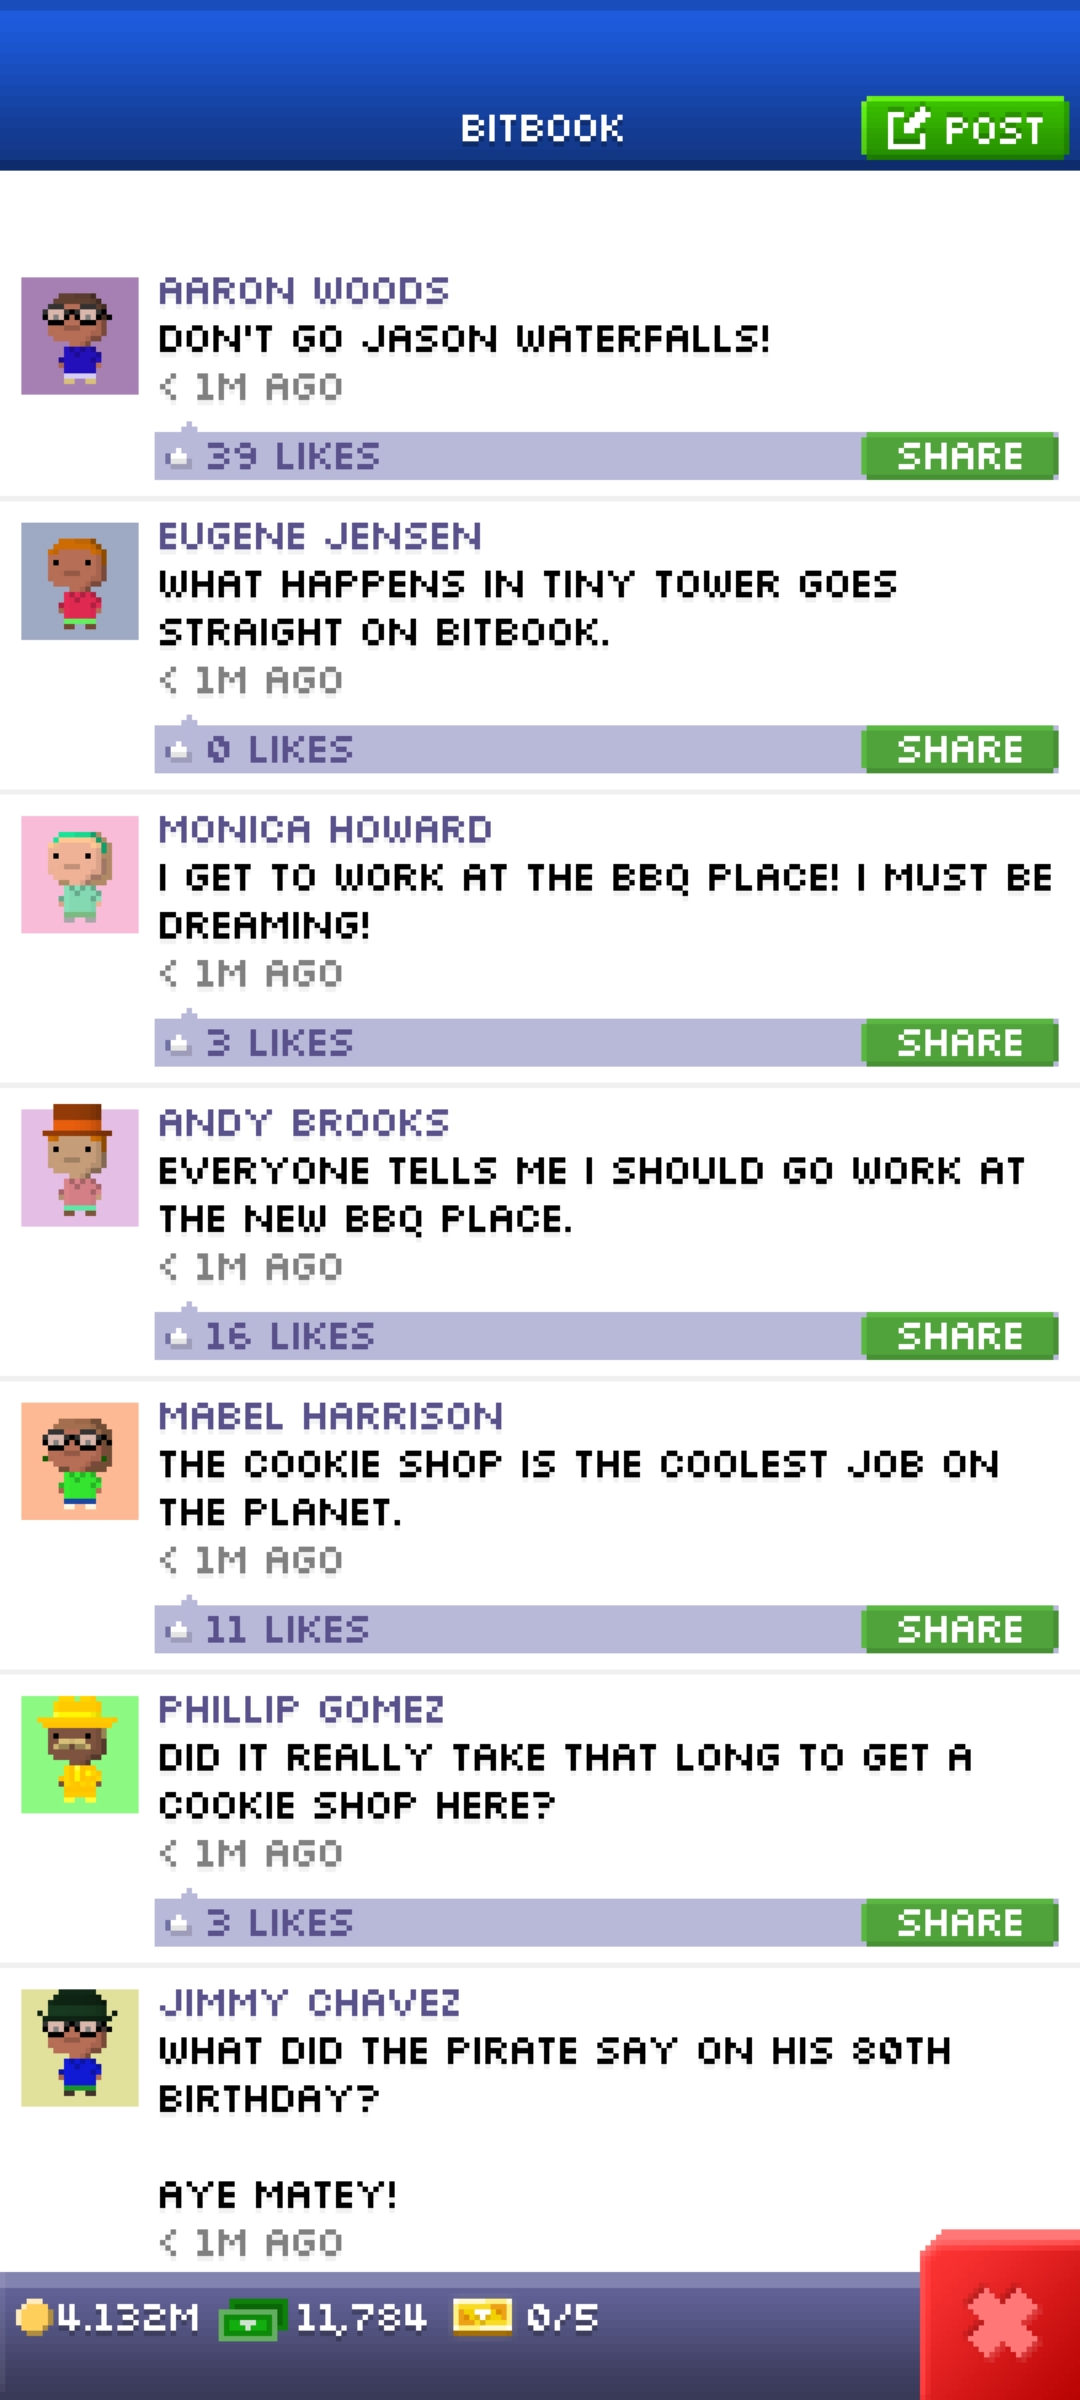 BITBOOK
POST
AARON WOODS
DON'T GO JASON WATERFALLS!
< 1M AGO
39 LIKES
SHARE
EUGENE JENSEN
WHAT HAPPENS IN TINY TOWER GOES
STRAIGHT ON BITBOOK.
< 1M AGO
0 LIKES
SHARE
MONICA HOWARD
I GET TO WORK AT THE BBQ PLACE! I MUST BE
DREAMING!
< 1M AGO
3 LIKES
SHARE
ANDY BROOKS
EVERYONE TELLS ME I SHOULD GO WORK AT
THE NEW BBQ PLACE.
< 1M AGO
16 LIKES
SHARE
MABEL HARRISON
THE COOKIE SHOP IS THE COOLEST JOB ON
THE PLANET.
< 1M AGO
11 LIKES
SHARE
PHILLIP GOMEZ
DID IT REALLY TAKE THAT LONG TO GET A
COOKIE SHOP HERE?
< 1M AGO
3 LIKES
SHARE
JIMMY CHAVEZ
WHAT DID THE PIRATE SAY ON HIS 80TH
BIRTHDAY?
AYE MATEY!
< 1M AGO
4.132M
11,784
0/5